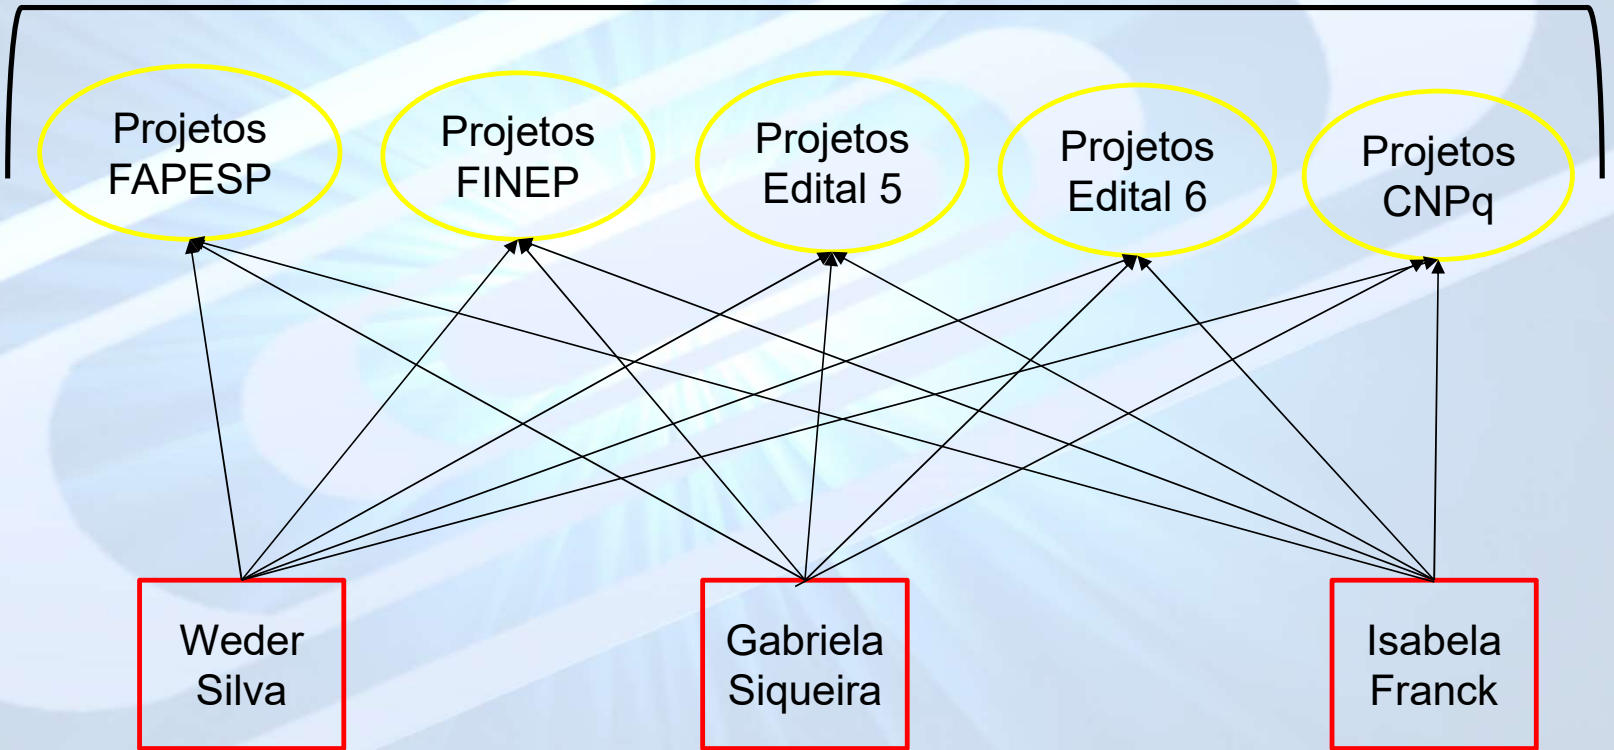 Projetos
FAPESP
Projetos
FINEP
Projetos
Edital 5
Projetos
Edital 6
Projetos
CNPq
Weder
Silva
Gabriela
Siqueira
Isabela
Franck